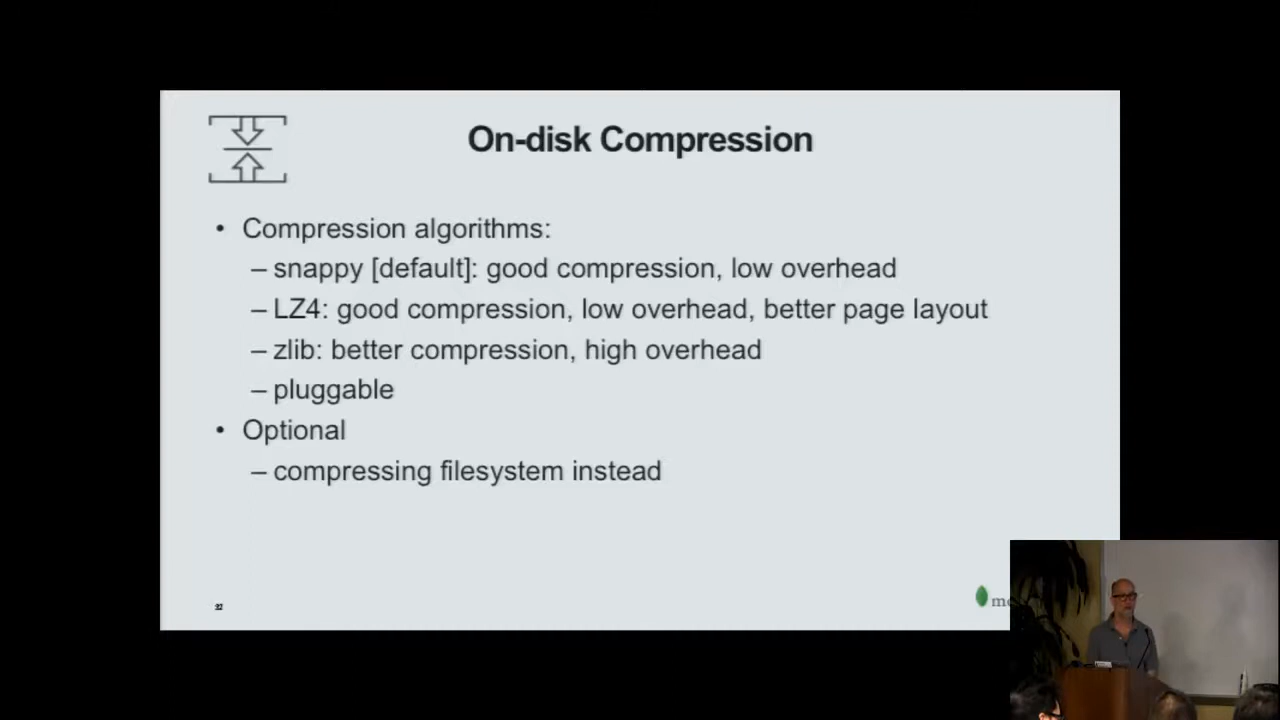 On-disk Compression
• Compression algorithms:
– snappy [default]: good compression, low overhead
– LZ4: good compression, low overhead, better page layout
– zlib: better compression, high overhead
– pluggable
• Optional
– compressing filesystem instead
22